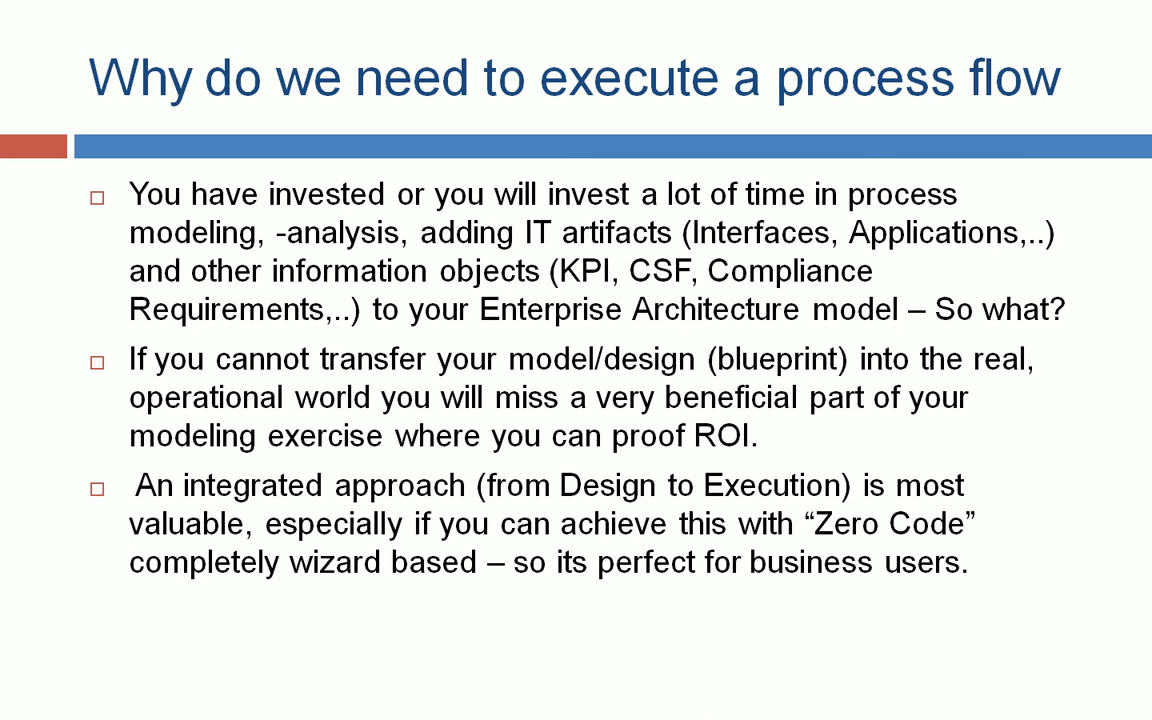 Why do we need to execute a process flow
You have invested or you will invest a lot of time in process
modeling, -analysis, adding IT artifacts (Interfaces, Applications,..)
and other information objects (KPI, CSF, Compliance
Requirements,..) to your Enterprise Architecture model – So what?
If you cannot transfer your model/design (blueprint) into the real,
operational world you will miss a very beneficial part of your
modeling exercise where you can proof ROI.
An integrated approach (from Design to Execution) is most
valuable, especially if you can achieve this with “Zero Code”
completely wizard based – so its perfect for business users.